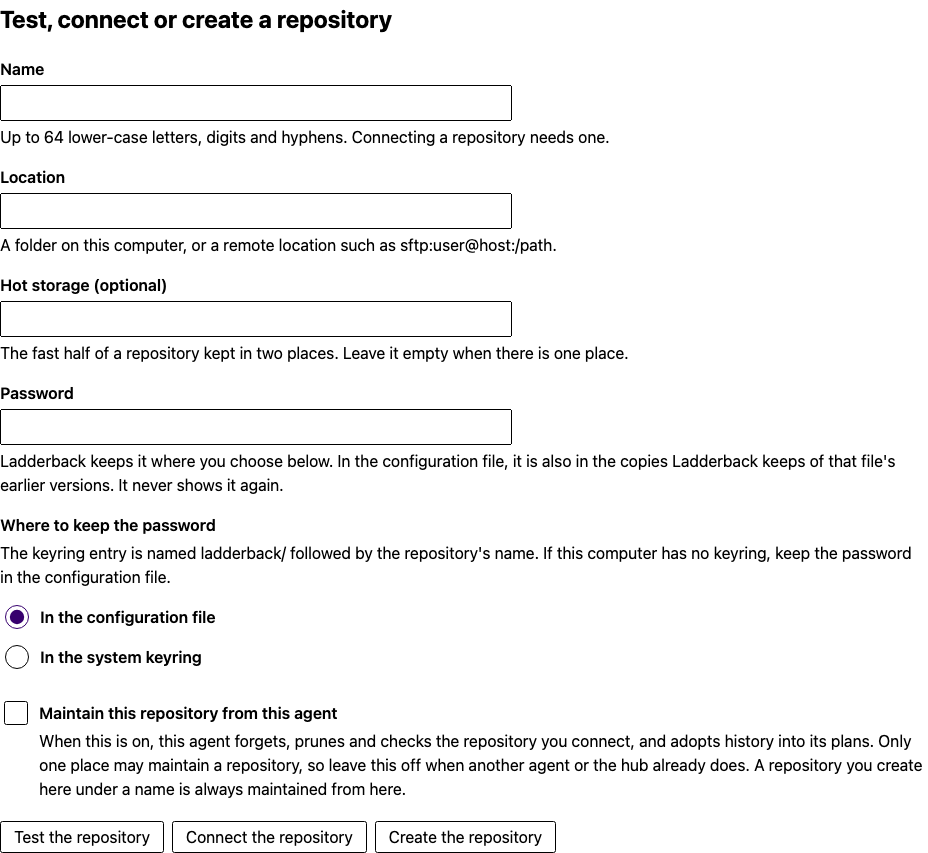 Test, connect or create a repository
Name
Up to 64 lower-case letters, digits and hyphens. Connecting a repository needs one.
Location
A folder on this computer, or a remote location such as sftp:user@host:/path.
Hot storage (optional)
The fast half of a repository kept in two places. Leave it empty when there is one place.
Password
Ladderback keeps it where you choose below. In the configuration file, it is also in the copies Ladderback keeps of that file's
earlier versions. It never shows it again.
Where to keep the password
The keyring entry is named ladderback/ followed by the repository's name. If this computer has no keyring, keep the password
in the configuration file.
In the configuration file
In the system keyring
Maintain this repository from this agent
When this is on, this agent forgets, prunes and checks the repository you connect, and adopts history into its plans. Only
one place may maintain a repository, so leave this off when another agent or the hub already does. A repository you create
here under a name is always maintained from here.
Test the repository
Connect the repository
Create the repository